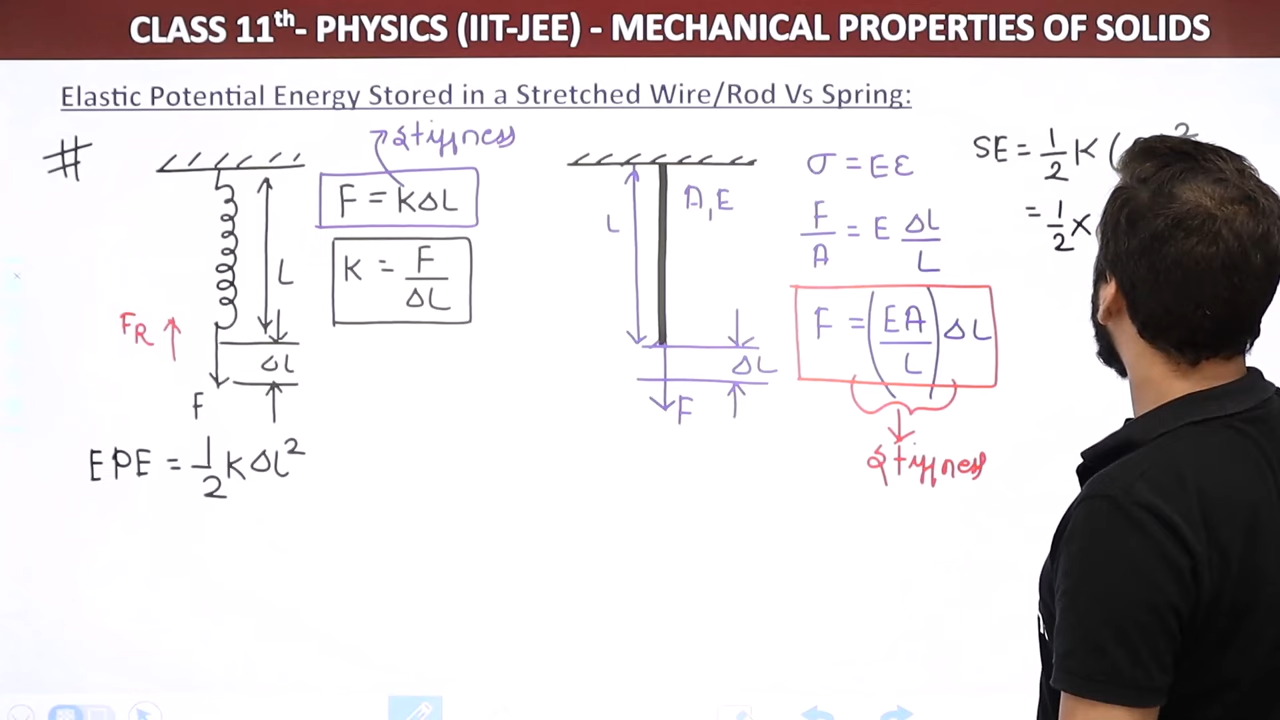 CLASS 11th- PHYSICS (IIT-JEE) - MECHANICAL PROPERTIES OF SOLIDS
Elastic Potential Energy Stored in a Stretched Wire/Rod Vs Spring:
#
stiffness
F = KΔL
K = F/ΔL
L
FR
ΔL
F
EPE = 1/2 KΔL²
A, E
L
ΔL
F
σ = Eε
F/A = E ΔL/L
F = (EA/L) ΔL
stiffness
SE = 1/2 K (
= 1/2 x